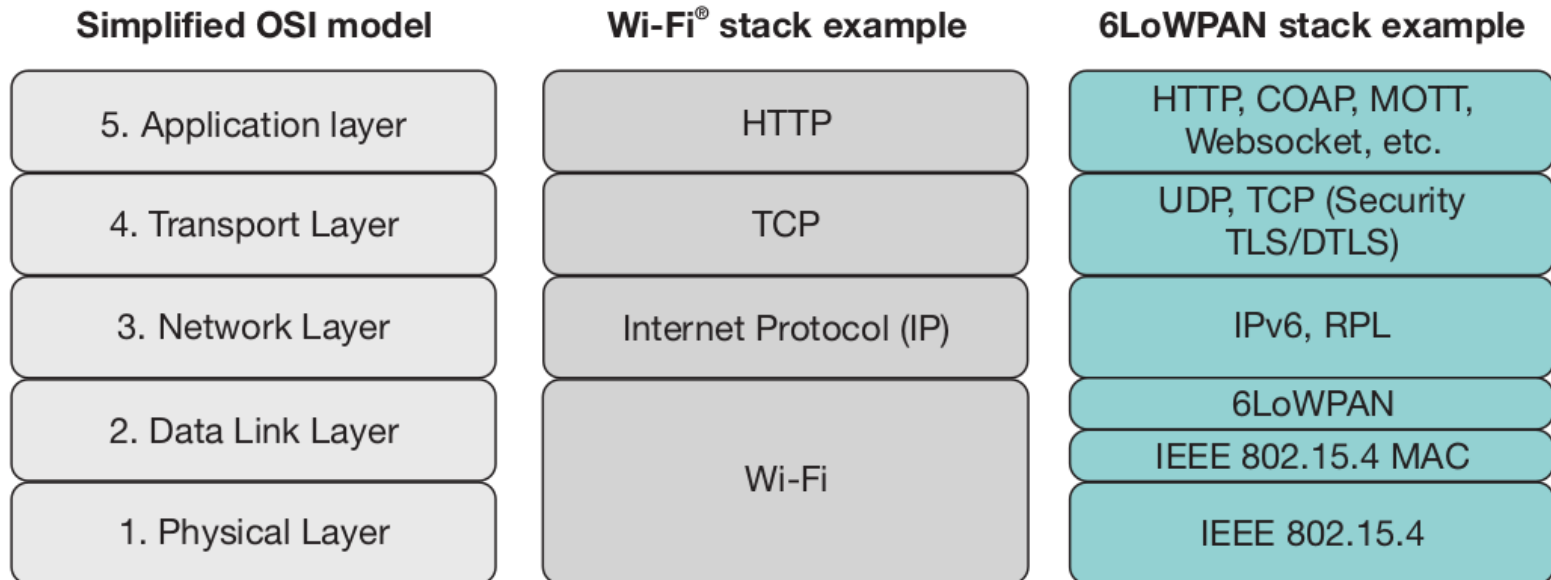 Simplified OSI model
5. Application layer
4. Transport Layer
3. Network Layer
2. Data Link Layer
1. Physical Layer
Wi-Fi® stack example
HTTP
TCP
Internet Protocol (IP)
Wi-Fi
6LoWPAN stack example
HTTP, COAP, MOTT,
Websocket, etc.
UDP, TCP (Security
TLS/DTLS)
IPv6, RPL
6LoWPAN
IEEE 802.15.4 MAC
IEEE 802.15.4